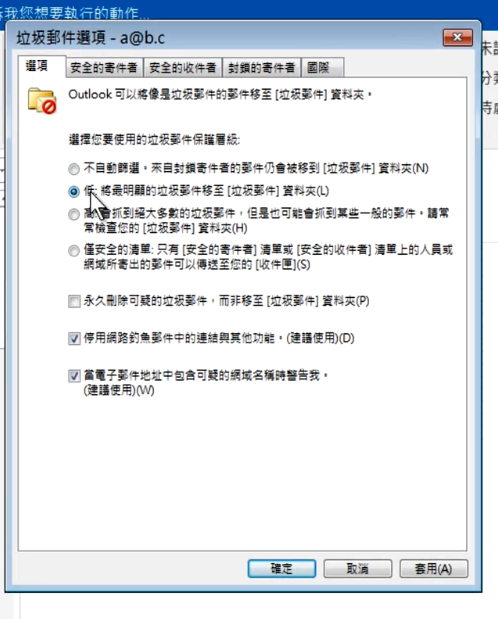 訴我您想要執行的動作...
垃圾郵件選項 - a@b.c
選項 安全的寄件者 安全的收件者 封鎖的寄件者 國際
Outlook 可以將像是垃圾郵件的郵件移至 [垃圾郵件] 資料夾。
選擇您要使用的垃圾郵件保護層級:
不自動篩選。來自封鎖寄件者的郵件仍會被移到 [垃圾郵件] 資料夾(N)
低: 將最明顯的垃圾郵件移至 [垃圾郵件] 資料夾(L)
會抓到絕大多數的垃圾郵件，但是也可能會抓到某些一般的郵件。請常
常檢查您的 [垃圾郵件] 資料夾(H)
僅安全的清單: 只有 [安全的寄件者] 清單或 [安全的收件者] 清單上的人員或
網域所寄出的郵件可以傳送至您的 [收件匣](S)
永久刪除可疑的垃圾郵件，而非移至 [垃圾郵件] 資料夾(P)
停用網路釣魚郵件中的連結與其他功能。(建議使用)(D)
當電子郵件地址中包含可疑的網域名稱時警告我。
(建議使用)(W)
確定 取消 套用(A)